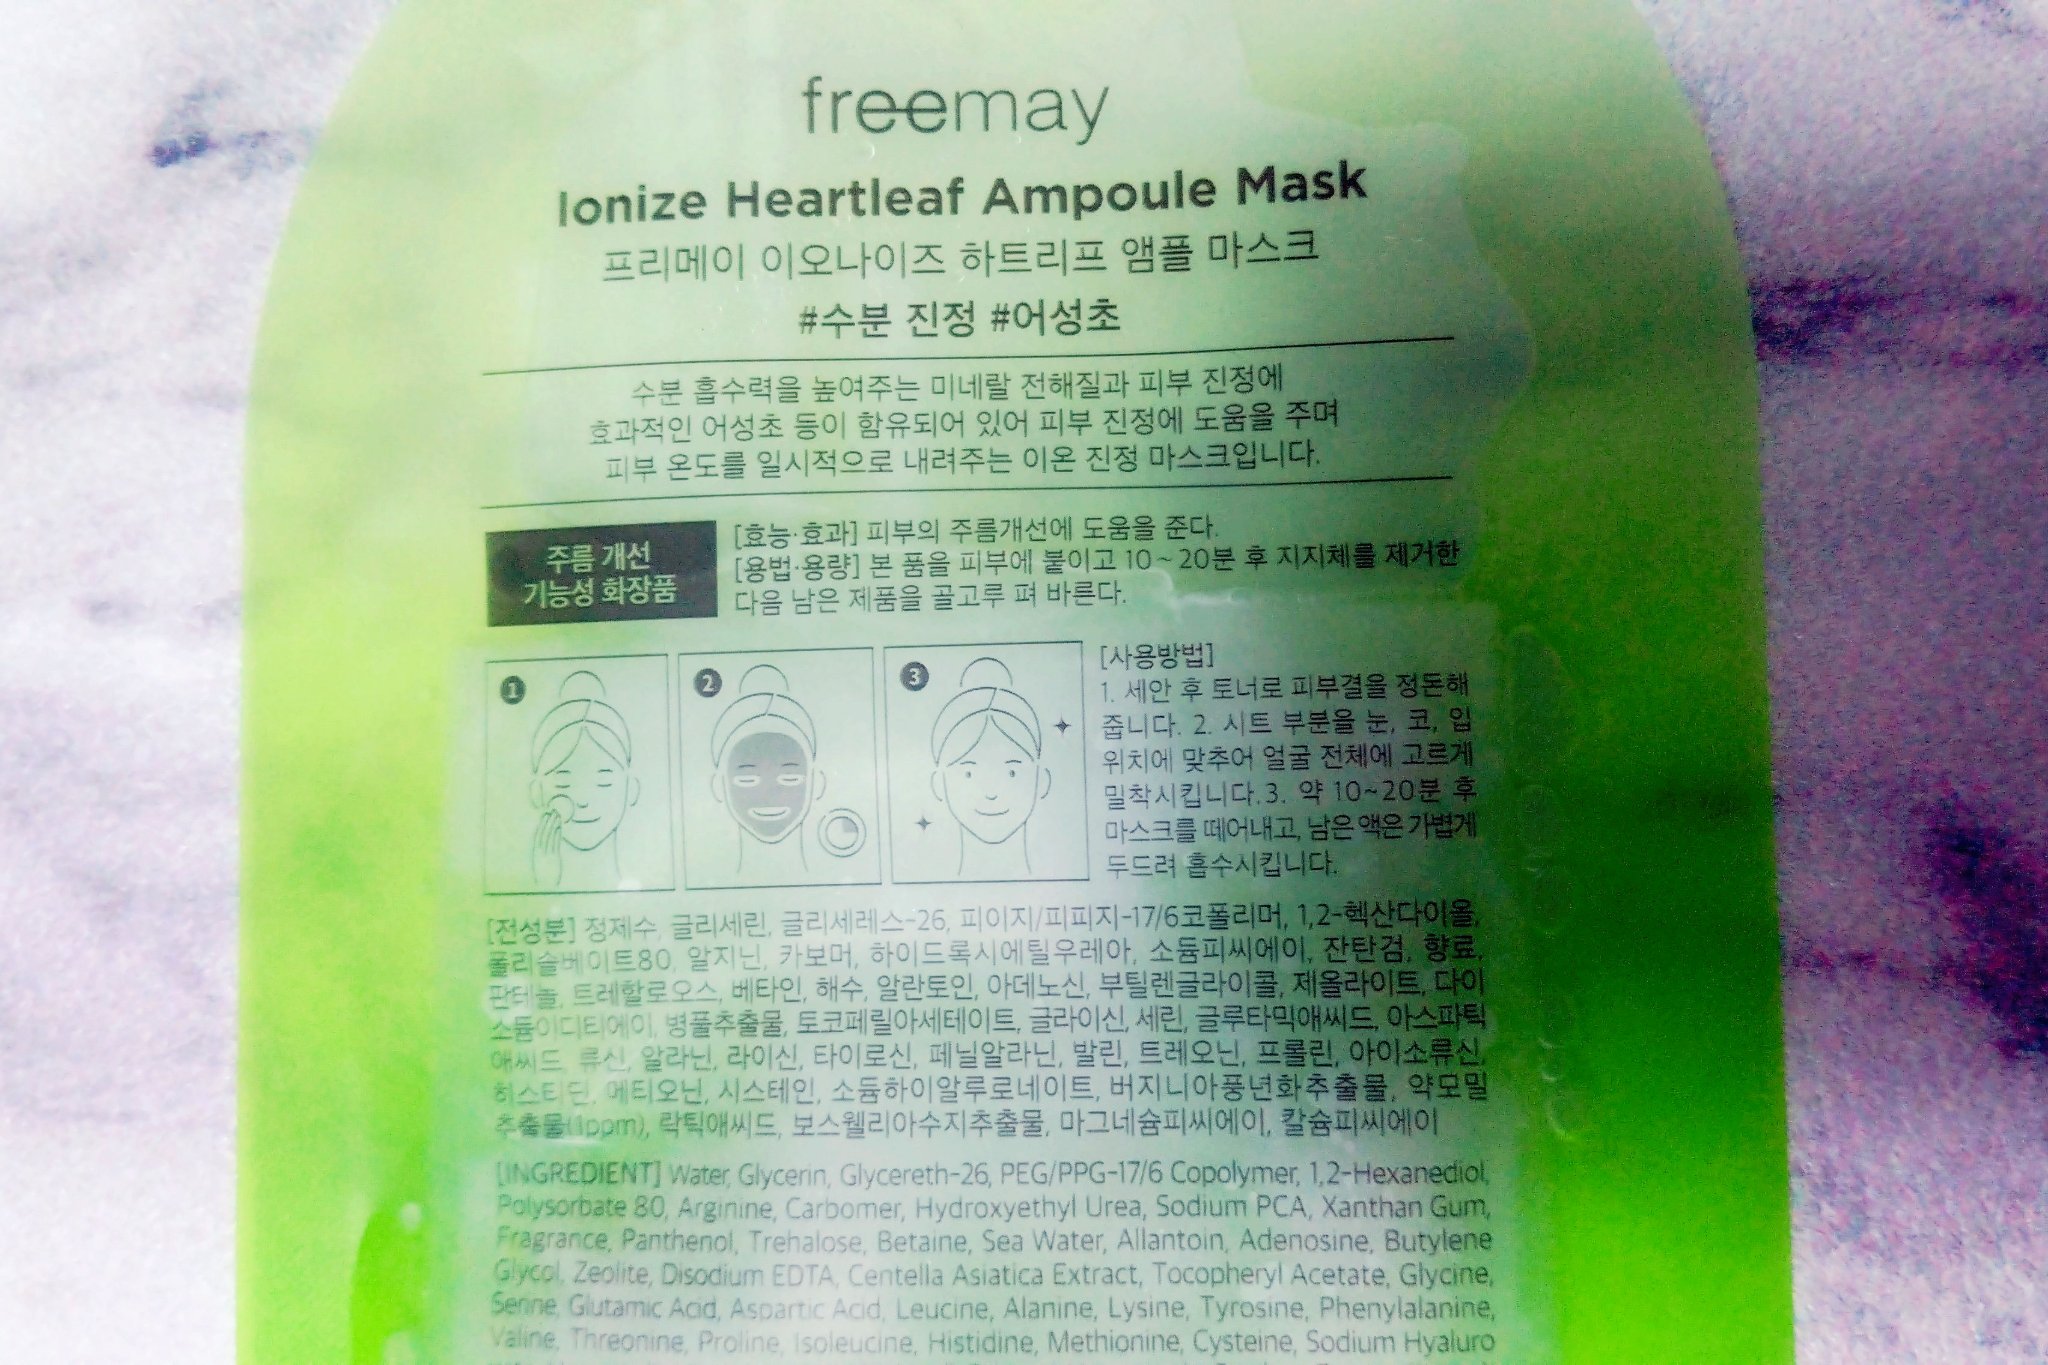 freemay
Ionize Heartleaf Ampoule Mask
프리메이 이오나이즈 하트리프 앰플 마스크
#수분 진정 #어성초
수분 흡수력을 높여주는 미네랄 전해질과 피부 진정에
효과적인 어성초 등이 함유되어 있어 피부 진정에 도움을 주며
피부 온도를 일시적으로 내려주는 이온 진정 마스크입니다.
주름 개선
기능성 화장품
[효능·효과] 피부의 주름개선에 도움을 준다.
[용법·용량] 본 품을 피부에 붙이고 10~20분 후 지지체를 제거한
다음 남은 제품을 골고루 펴 바른다.
1
2
3
[사용방법]
1. 세안 후 토너로 피부결을 정돈해
줍니다. 2. 시트 부분을 눈, 코, 입
위치에 맞추어 얼굴 전체에 고르게
밀착시킵니다.3. 약 10~20분 후
마스크를 떼어내고, 남은 액은 가볍게
두드려 흡수시킵니다.
[전성분] 정제수, 글리세린, 글리세레스-26, 피이지/피피지-17/6코폴리머, 1,2-헥산다이올,
폴리솔베이트80, 알지닌, 카보머, 하이드록시에틸우레아, 소듐피씨에이, 잔탄검, 향료,
판테놀, 트레할로오스, 베타인, 해수, 알란토인, 아데노신, 부틸렌글라이콜, 제올라이트, 다이
소듐이디티에이, 병풀추출물, 토코페릴아세테이트, 글라이신, 세린, 글루타믹애씨드, 아스파틱
애씨드, 류신, 알라닌, 라이신, 타이로신, 페닐알라닌, 발린, 트레오닌, 프롤린, 아이소류신,
히스티딘, 메티오닌, 시스테인, 소듐하이알루로네이트, 버지니아풍년화추출물, 약모밀
추출물(1ppm), 락틱애씨드, 보스웰리아수지추출물, 마그네슘피씨에이, 칼슘피씨에이
[INGREDIENT] Water, Glycerin, Glycereth-26, PEG/PPG-17/6 Copolymer, 1,2-Hexanediol,
Polysorbate 80, Arginine, Carbomer, Hydroxyethyl Urea, Sodium PCA, Xanthan Gum,
Fragrance, Panthenol, Trehalose, Betaine, Sea Water, Allantoin, Adenosine, Butylene
Glycol, Zeolite, Disodium EDTA, Centella Asiatica Extract, Tocopheryl Acetate, Glycine,
Serine, Glutamic Acid, Aspartic Acid, Leucine, Alanine, Lysine, Tyrosine, Phenylalanine,
Valine, Threonine, Proline, Isoleucine, Histidine, Methionine, Cysteine, Sodium Hyaluro